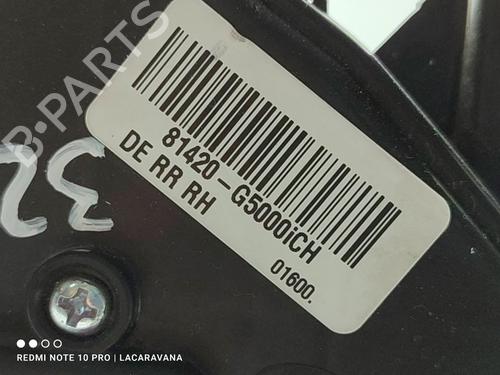 B-PARTS
81420-G5000iCH
DE RR RH
01600.
32
REDMI NOTE 10 PRO | LACARAVANA